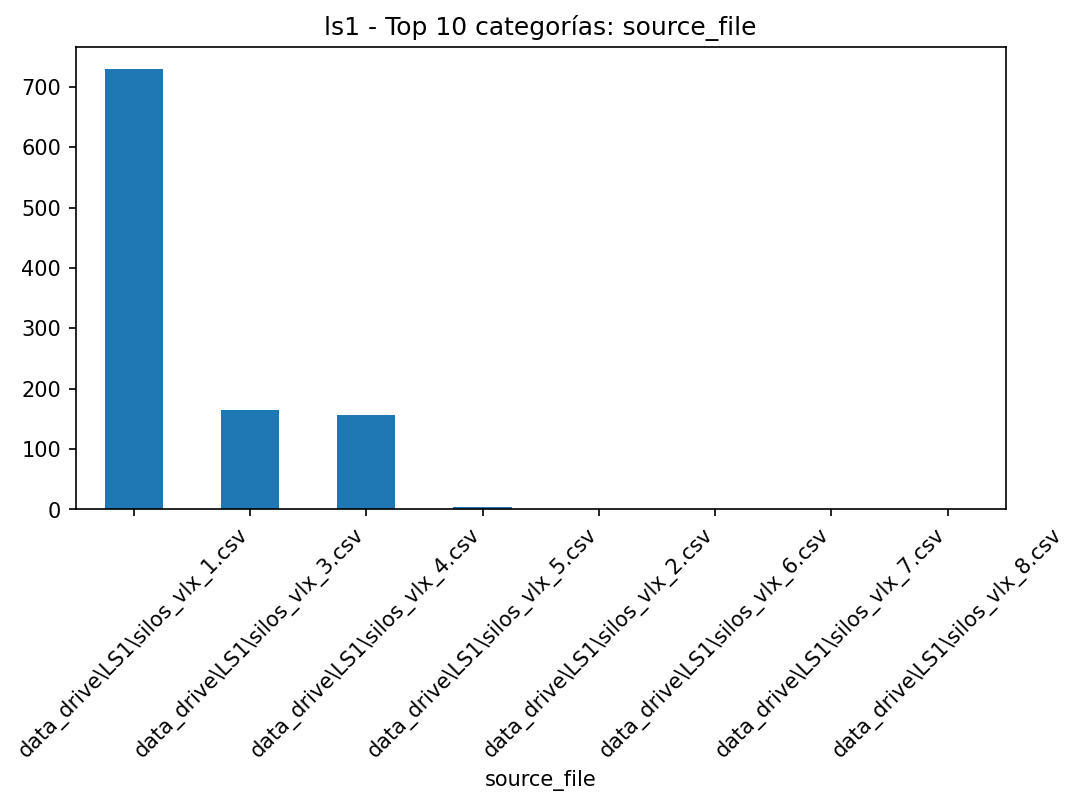 ls1 - Top 10 categorías: source_file
700
600
500
400
300
200
100
0
data_drive\LS1\silos_vlx_1.csv
data_drive\LS1\silos_vlx_3.csv
data_drive\LS1\silos_vlx_4.csv
data_drive\LS1\silos_vlx_5.csv
data_drive\LS1\silos_vlx_2.csv
data_drive\LS1\silos_vlx_6.csv
data_drive\LS1\silos_vlx_7.csv
data_drive\LS1\silos_vlx_8.csv
source_file